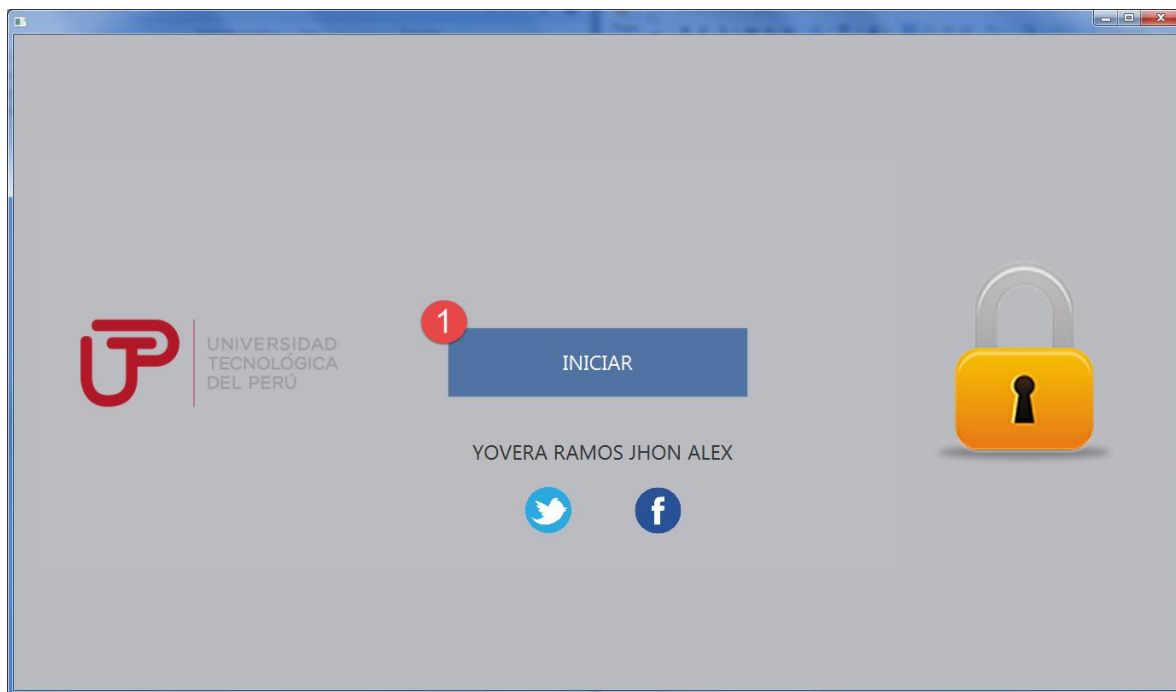 UNIVERSIDAD
TECNOLÓGICA
DEL PERÚ
1
INICIAR
YOVERA RAMOS JHON ALEX